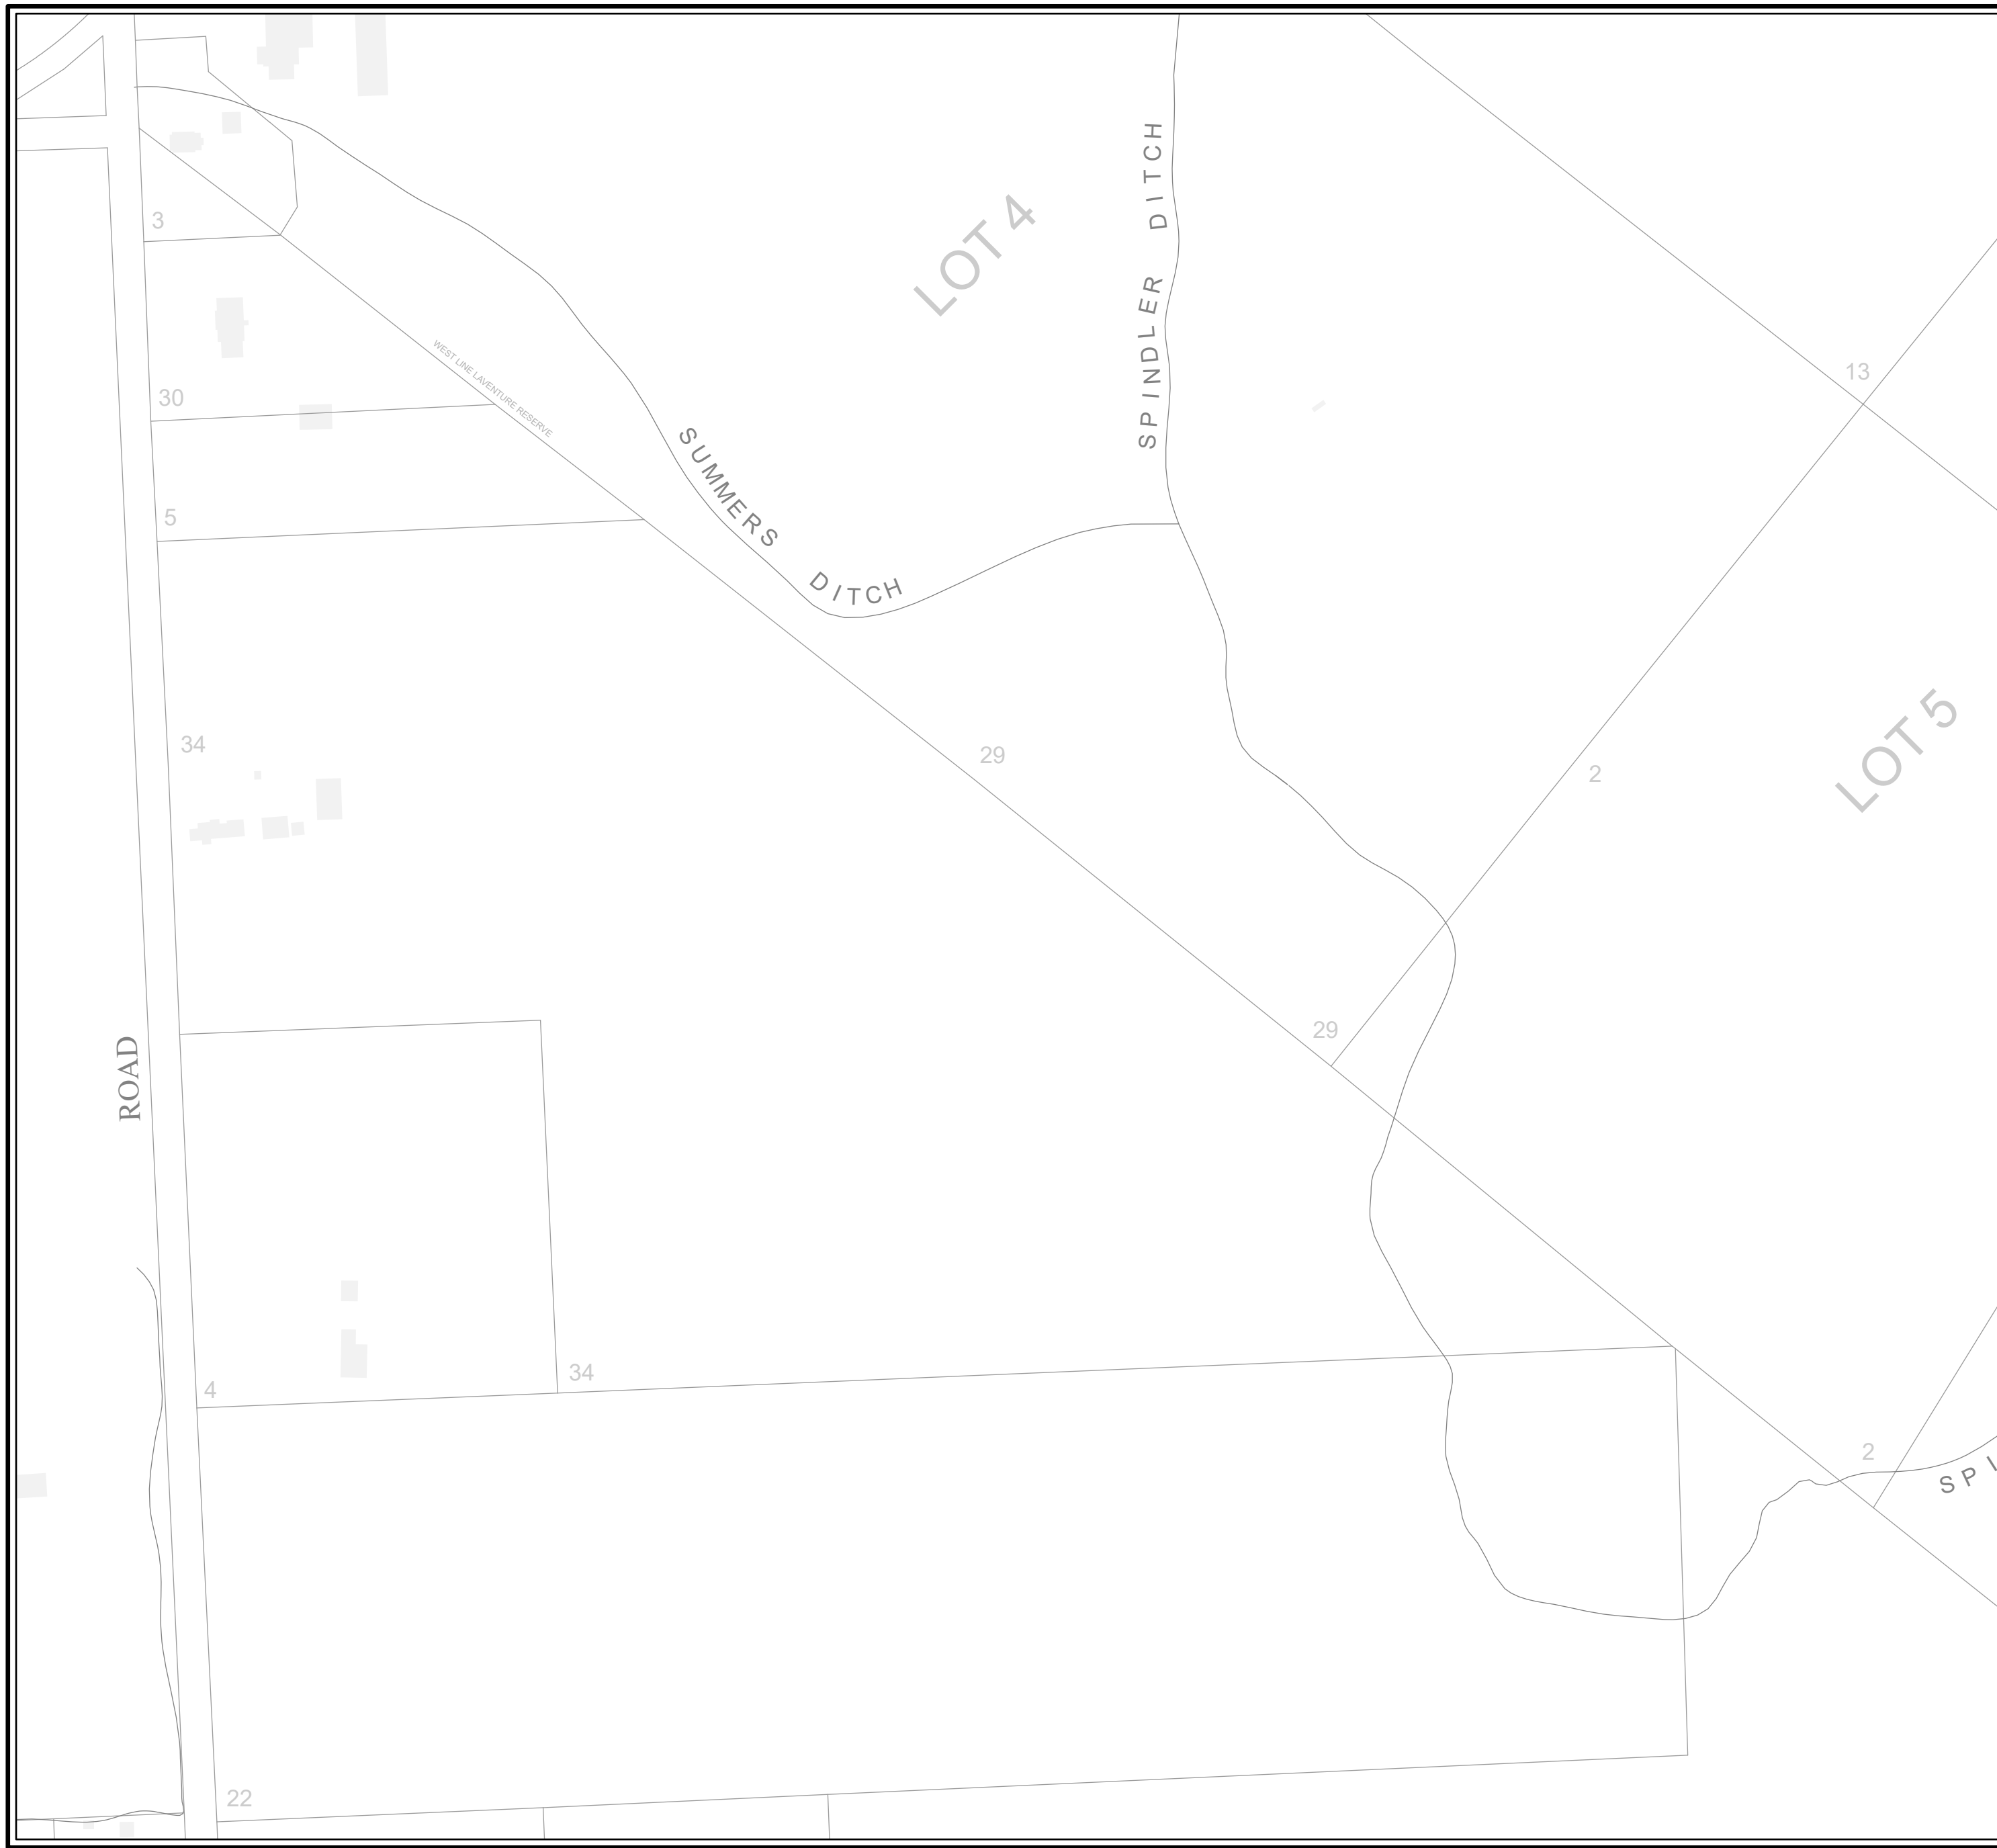 SPINDLER DITCH
LOT 4
3
WEST LINE LAVENTURE RESERVE
13
30
SUMMERS DITCH
5
34
29
2
LOT 5
29
ROAD
4
34
2
SPI
22